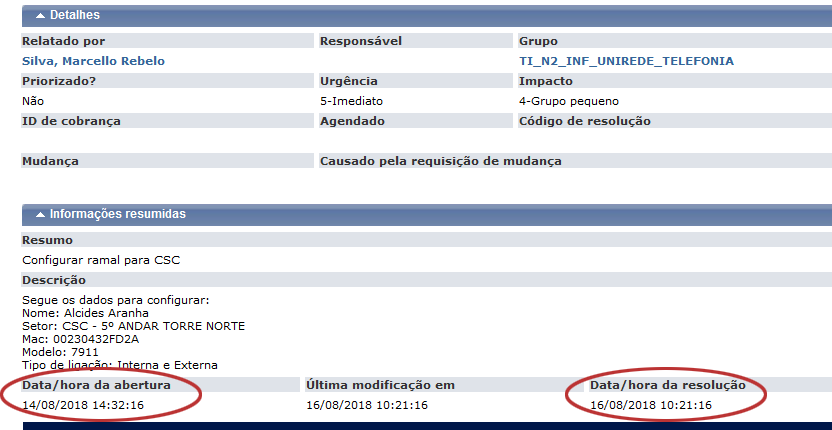 Detalhes
Relatado por Responsável Grupo
Silva, Marcello Rebelo TI_N2_INF_UNIREDE_TELEFONIA
Priorizado? Urgência Impacto
Não 5-Imediato 4-Grupo pequeno
ID de cobrança Agendado Código de resolução
Mudança Causado pela requisição de mudança
Informações resumidas
Resumo
Configurar ramal para CSC
Descrição
Segue os dados para configurar:
Nome: Alcides Aranha
Setor: CSC - 5º ANDAR TORRE NORTE
Mac: 00230432FD2A
Modelo: 7911
Tipo de ligação: Interna e Externa
Data/hora da abertura Última modificação em Data/hora da resolução
14/08/2018 14:32:16 16/08/2018 10:21:16 16/08/2018 10:21:16